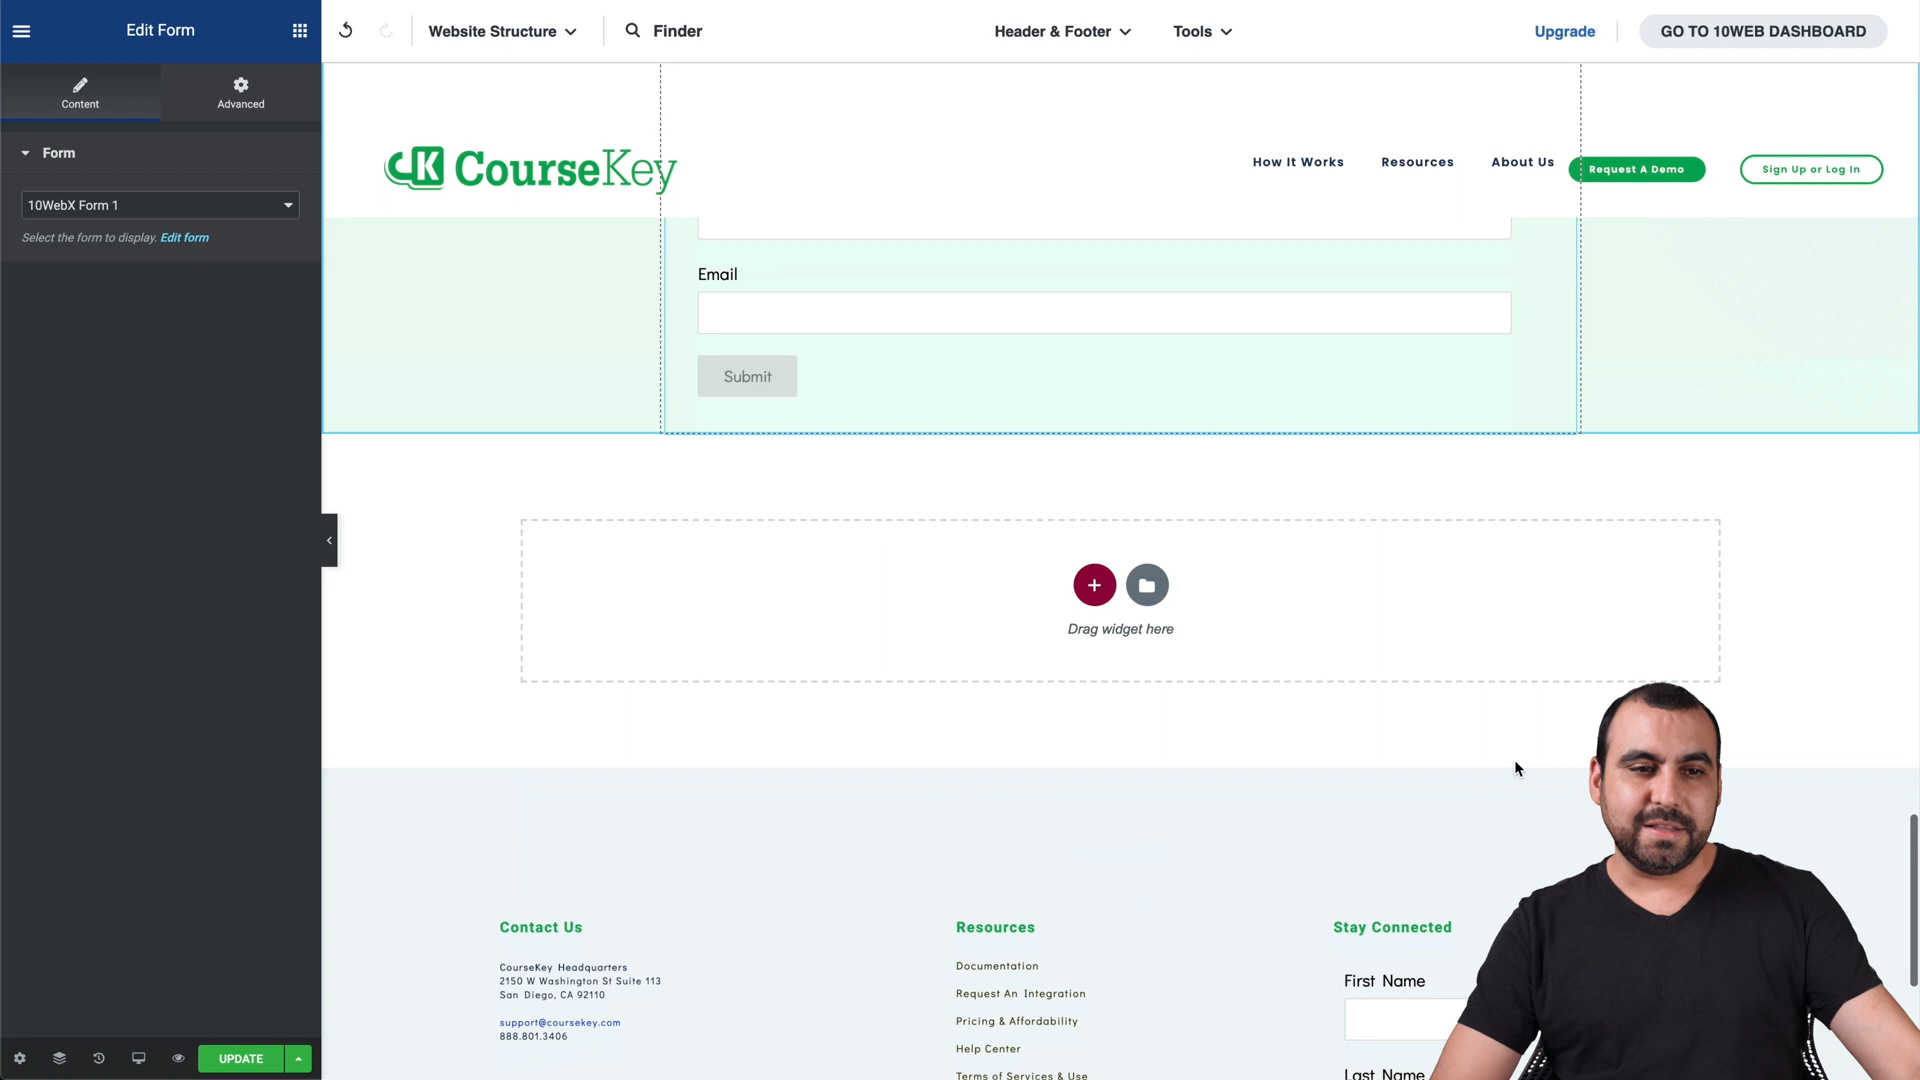 Edit Form
Website Structure
Finder
Header & Footer
Tools
Upgrade
GO TO 10WEB DASHBOARD
Content
Advanced
Form
10WebX Form 1
Select the form to display. Edit form
CK CourseKey
How It Works
Resources
About Us
Request A Demo
Sign Up or Log In
Email
Submit
Drag widget here
Contact Us
CourseKey Headquarters
2150 W Washington St Suite 113
San Diego, CA 92110
support@coursekey.com
888.801.3406
Resources
Documentation
Request An Integration
Pricing & Affordability
Help Center
Terms of Services & Use
Stay Connected
First Name
Last Name
UPDATE